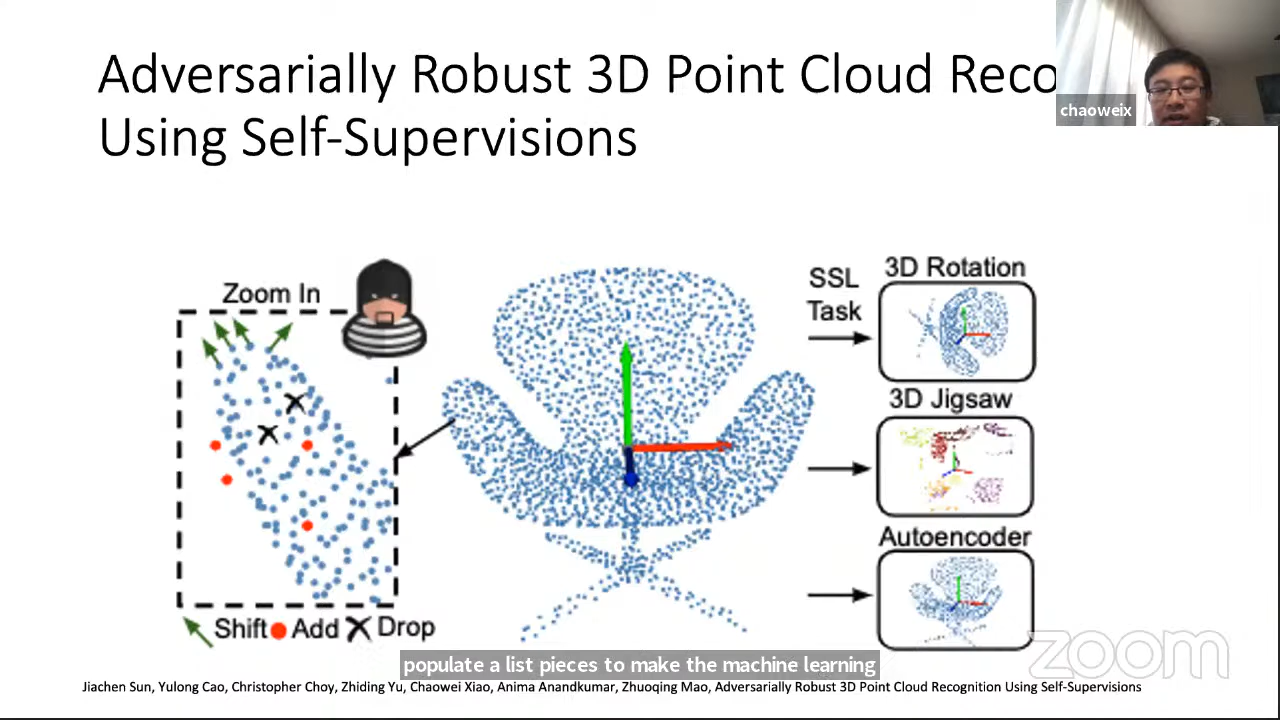 Adversarially Robust 3D Point Cloud Reco
Using Self-Supervisions
chaoweix
Zoom In
SSL
Task
3D Rotation
3D Jigsaw
Autoencoder
Shift Add Drop
zoom
populate a list pieces to make the machine learning
Jiachen Sun, Yulong Cao, Christopher Choy, Zhiding Yu, Chaowei Xiao, Anima Anandkumar, Zhuoqing Mao, Adversarially Robust 3D Point Cloud Recognition Using Self-Supervisions